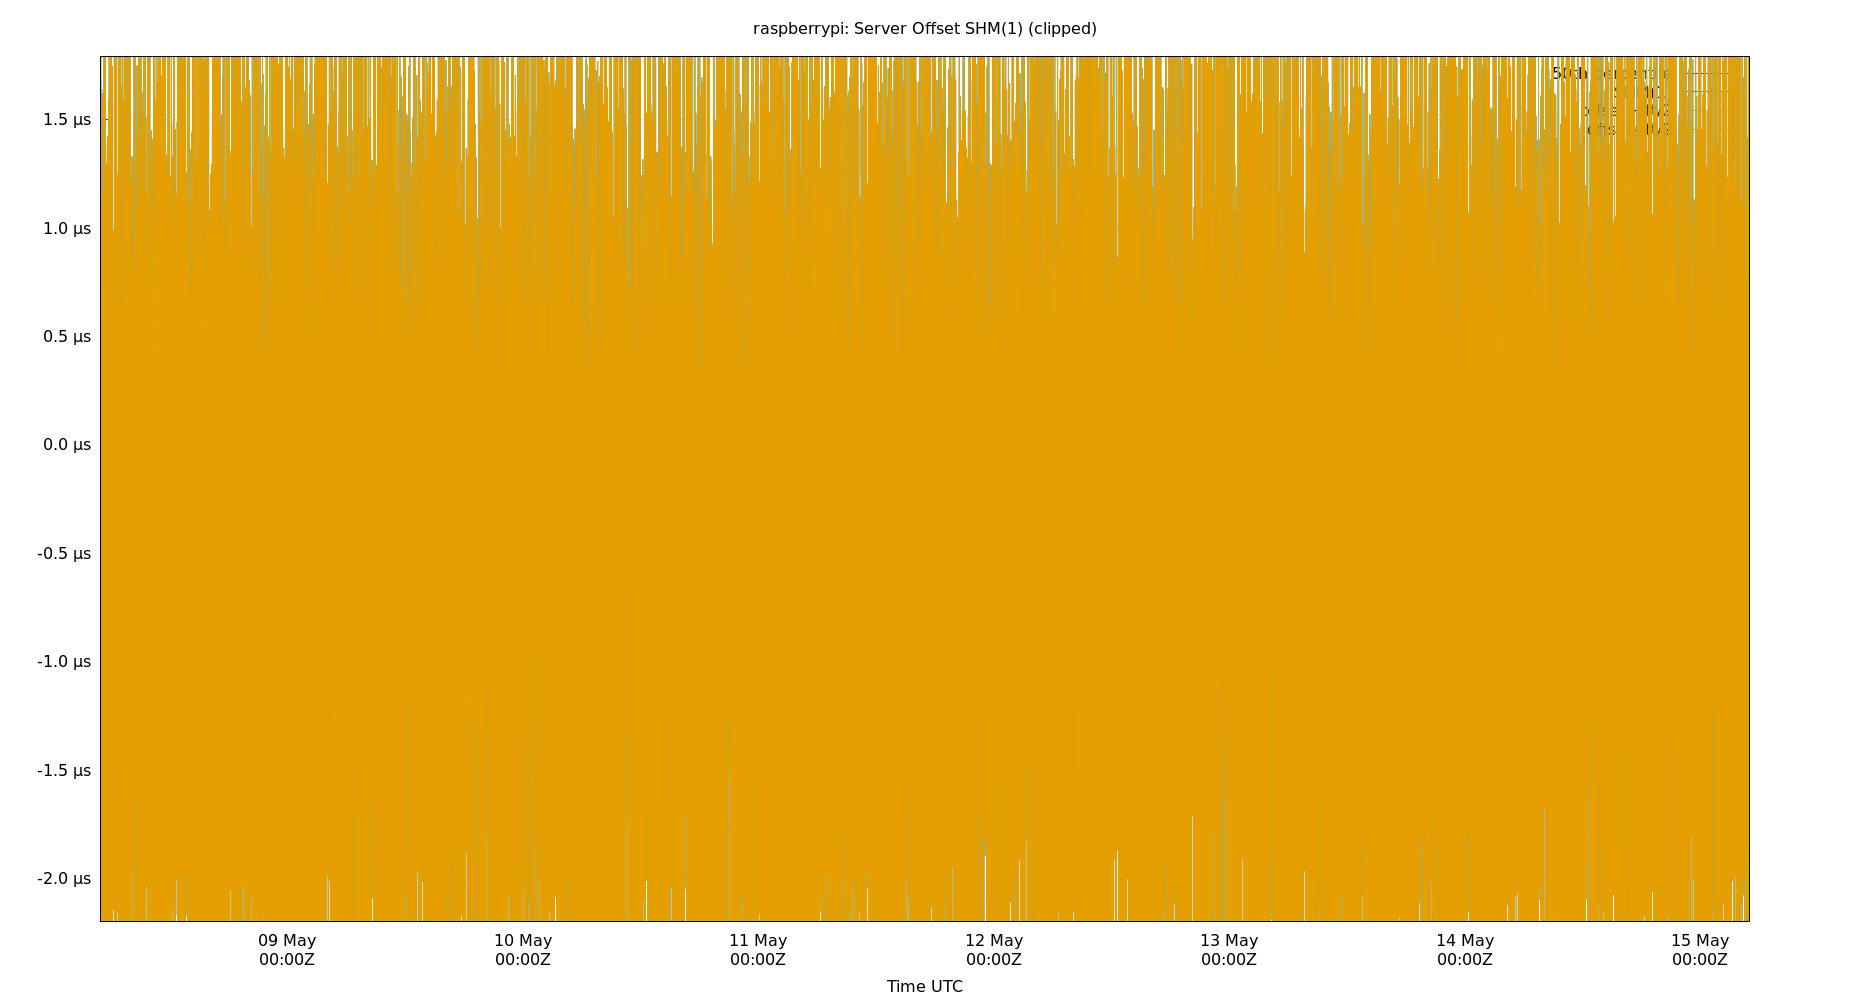 raspberrypi: Server Offset SHM(1) (clipped)
50th percentile
1.5 µs
1.0 µs
0.5 µs
0.0 µs
-0.5 µs
-1.0 µs
-1.5 µs
-2.0 µs
09 May 10 May 11 May 12 May 13 May 14 May 15 May
00:00Z 00:00Z 00:00Z 00:00Z 00:00Z 00:00Z 00:00Z
Time UTC